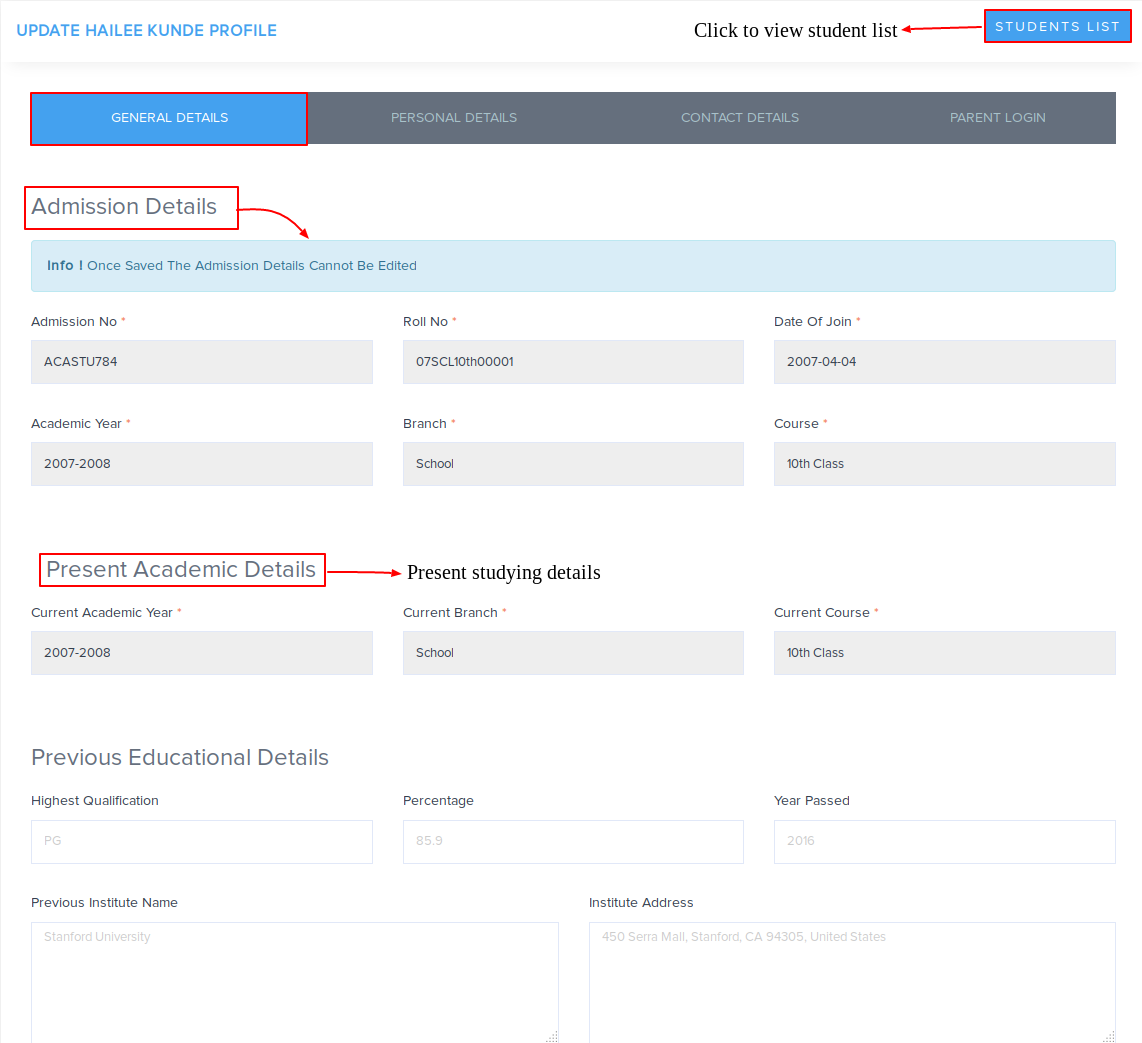 UPDATE HAILEE KUNDE PROFILE
Click to view student list
STUDENTS LIST
GENERAL DETAILS
PERSONAL DETAILS
CONTACT DETAILS
PARENT LOGIN
Admission Details
Info ! Once Saved The Admission Details Cannot Be Edited
Admission No *
Roll No *
Date Of Join *
ACASTU784
07SCL10th00001
2007-04-04
Academic Year *
Branch *
Course *
2007-2008
School
10th Class
Present Academic Details
Present studying details
Current Academic Year *
Current Branch *
Current Course *
2007-2008
School
10th Class
Previous Educational Details
Highest Qualification
Percentage
Year Passed
PG
85.9
2016
Previous Institute Name
Institute Address
Stanford University
450 Serra Mall, Stanford, CA 94305, United States